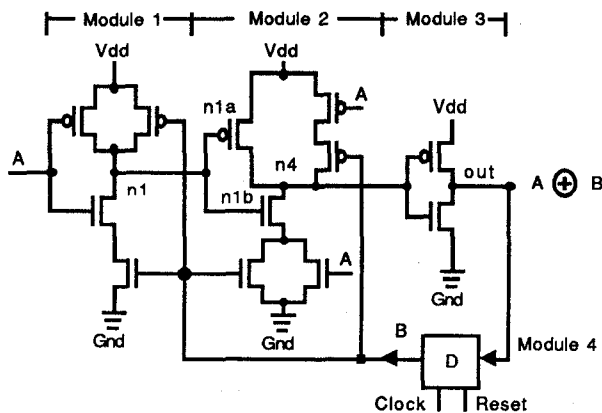 Module 1 Module 2 Module 3
Vdd Vdd
n1a A Vdd
A n4 out A ⊕ B
n1 n1b
A
Gnd Gnd Gnd
B D Module 4
Clock Reset